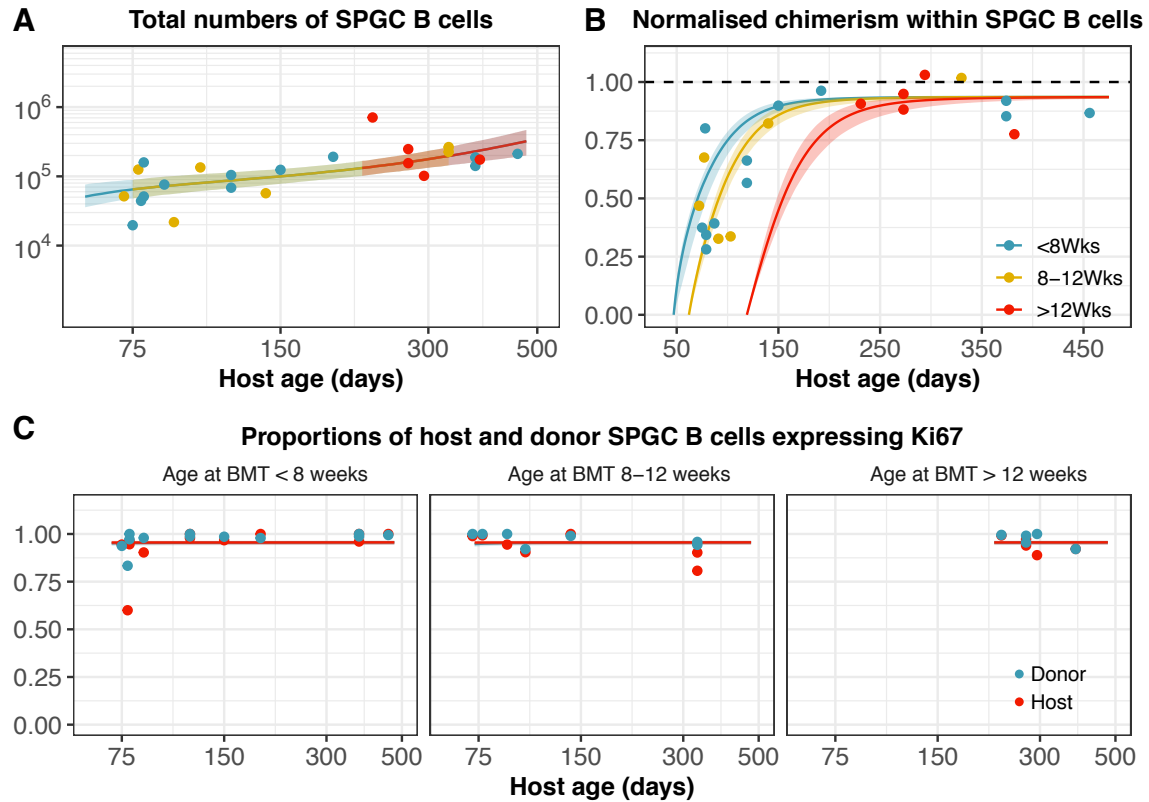 A
Total numbers of SPGC B cells
10^6
10^5
10^4
75 150 300 500
Host age (days)
B
Normalised chimerism within SPGC B cells
1.00
0.75
0.50
0.25
0.00
<8Wks
8−12Wks
>12Wks
50 150 250 350 450
Host age (days)
C
Proportions of host and donor SPGC B cells expressing Ki67
Age at BMT < 8 weeks
Age at BMT 8−12 weeks
Age at BMT > 12 weeks
1.00
0.75
0.50
0.25
0.00
Donor
Host
75 150 300 500
75 150 300 500
75 150 300 500
Host age (days)